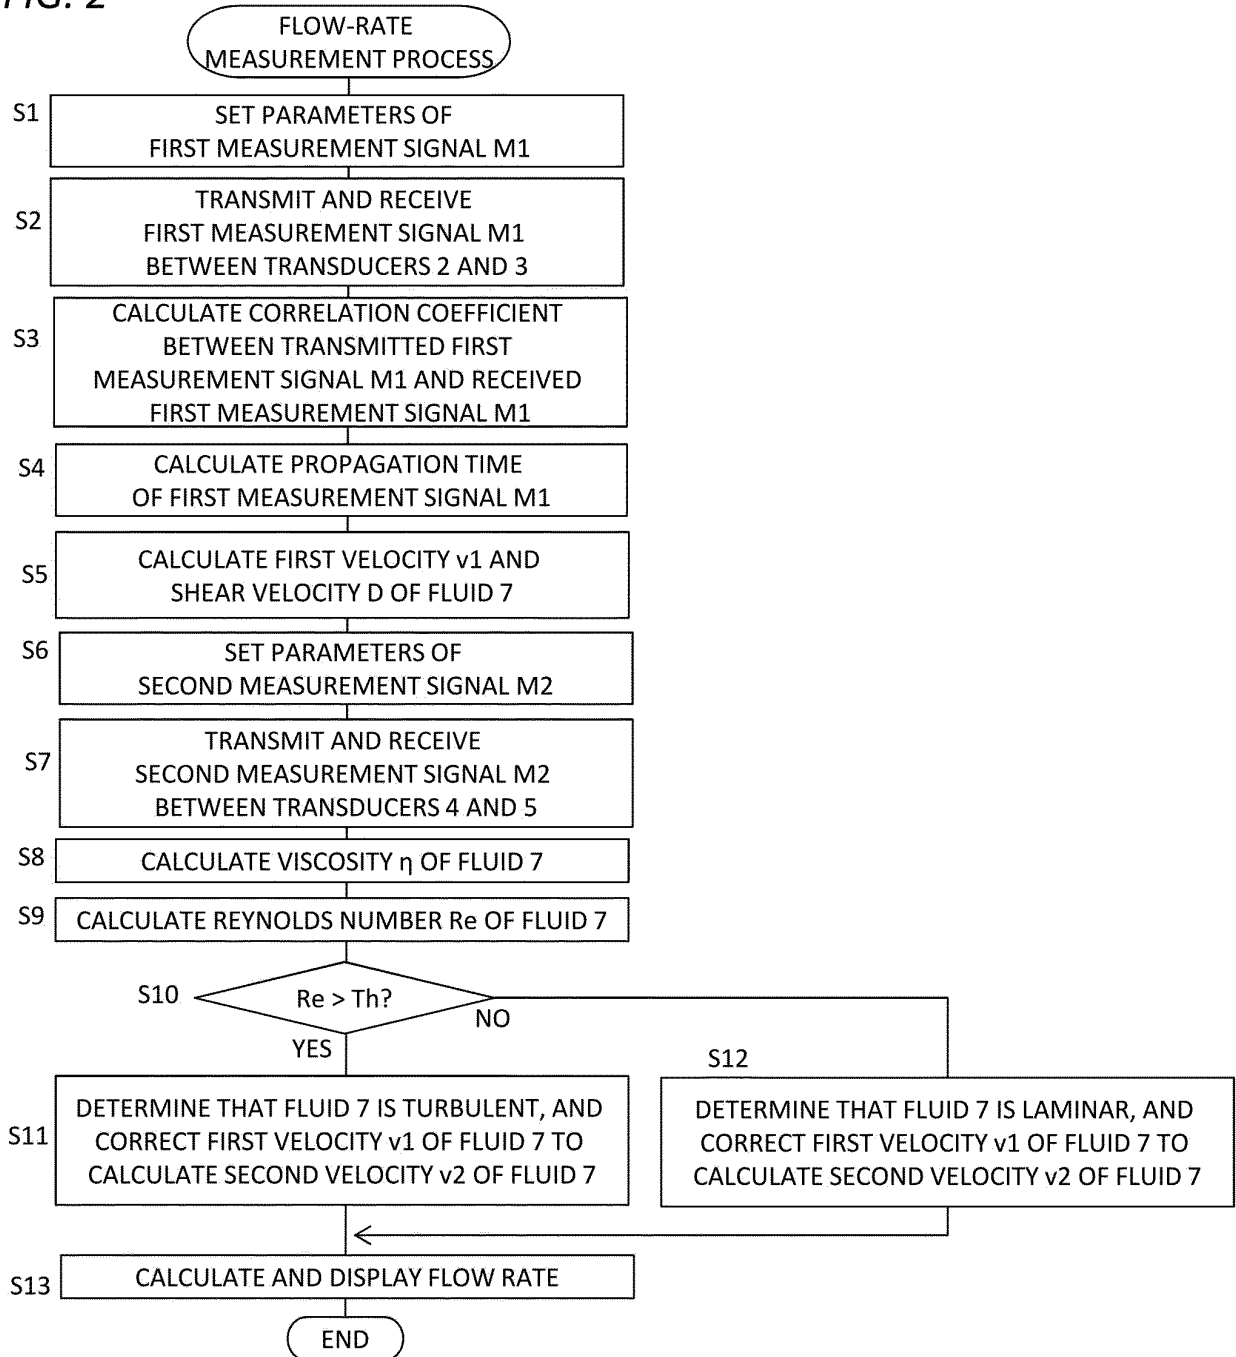 FIG. 2
FLOW-RATE
MEASUREMENT PROCESS
S1
SET PARAMETERS OF
FIRST MEASUREMENT SIGNAL M1
S2
TRANSMIT AND RECEIVE
FIRST MEASUREMENT SIGNAL M1
BETWEEN TRANSDUCERS 2 AND 3
S3
CALCULATE CORRELATION COEFFICIENT
BETWEEN TRANSMITTED FIRST
MEASUREMENT SIGNAL M1 AND RECEIVED
FIRST MEASUREMENT SIGNAL M1
S4
CALCULATE PROPAGATION TIME
OF FIRST MEASUREMENT SIGNAL M1
S5
CALCULATE FIRST VELOCITY v1 AND
SHEAR VELOCITY D OF FLUID 7
S6
SET PARAMETERS OF
SECOND MEASUREMENT SIGNAL M2
S7
TRANSMIT AND RECEIVE
SECOND MEASUREMENT SIGNAL M2
BETWEEN TRANSDUCERS 4 AND 5
S8
CALCULATE VISCOSITY η OF FLUID 7
S9
CALCULATE REYNOLDS NUMBER Re OF FLUID 7
S10
Re > Th?
NO
YES
S11
DETERMINE THAT FLUID 7 IS TURBULENT, AND
CORRECT FIRST VELOCITY v1 OF FLUID 7 TO
CALCULATE SECOND VELOCITY v2 OF FLUID 7
S12
DETERMINE THAT FLUID 7 IS LAMINAR, AND
CORRECT FIRST VELOCITY v1 OF FLUID 7 TO
CALCULATE SECOND VELOCITY v2 OF FLUID 7
S13
CALCULATE AND DISPLAY FLOW RATE
END